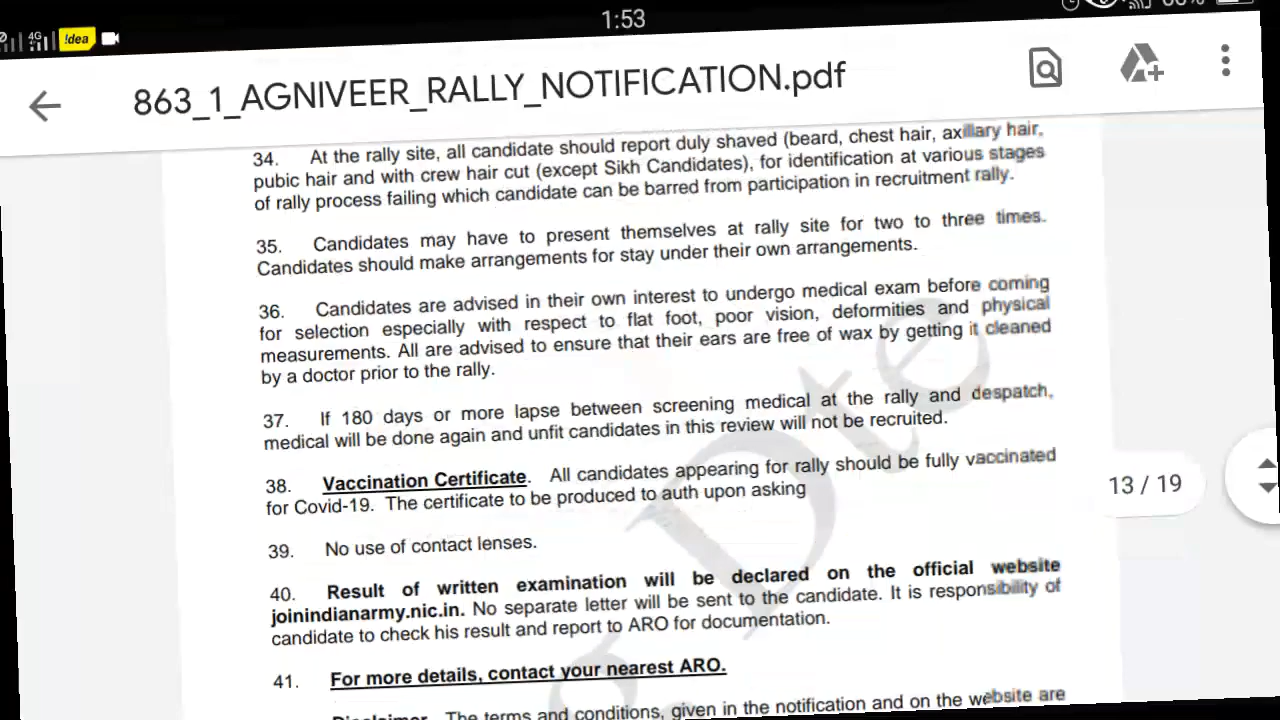 1:53
4G
!dea
863_1_AGNIVEER_RALLY_NOTIFICATION.pdf
34. At the rally site, all candidate should report duly shaved (beard, chest hair, axillary hair,
pubic hair and with crew hair cut (except Sikh Candidates), for identification at various stages
of rally process failing which candidate can be barred from participation in recruitment rally.
35. Candidates may have to present themselves at rally site for two to three times.
Candidates should make arrangements for stay under their own arrangements.
36. Candidates are advised in their own interest to undergo medical exam before coming
for selection especially with respect to flat foot, poor vision, deformities and physical
measurements. All are advised to ensure that their ears are free of wax by getting it cleaned
by a doctor prior to the rally.
37. If 180 days or more lapse between screening medical at the rally and despatch,
medical will be done again and unfit candidates in this review will not be recruited.
38. Vaccination Certificate. All candidates appearing for rally should be fully vaccinated
for Covid-19. The certificate to be produced to auth upon asking
13 / 19
39. No use of contact lenses.
40. Result of written examination will be declared on the official website
joinindianarmy.nic.in. No separate letter will be sent to the candidate. It is responsibility of
candidate to check his result and report to ARO for documentation.
41. For more details, contact your nearest ARO.
Disclaimer. The terms and conditions, given in the notification and on the website are
Dte